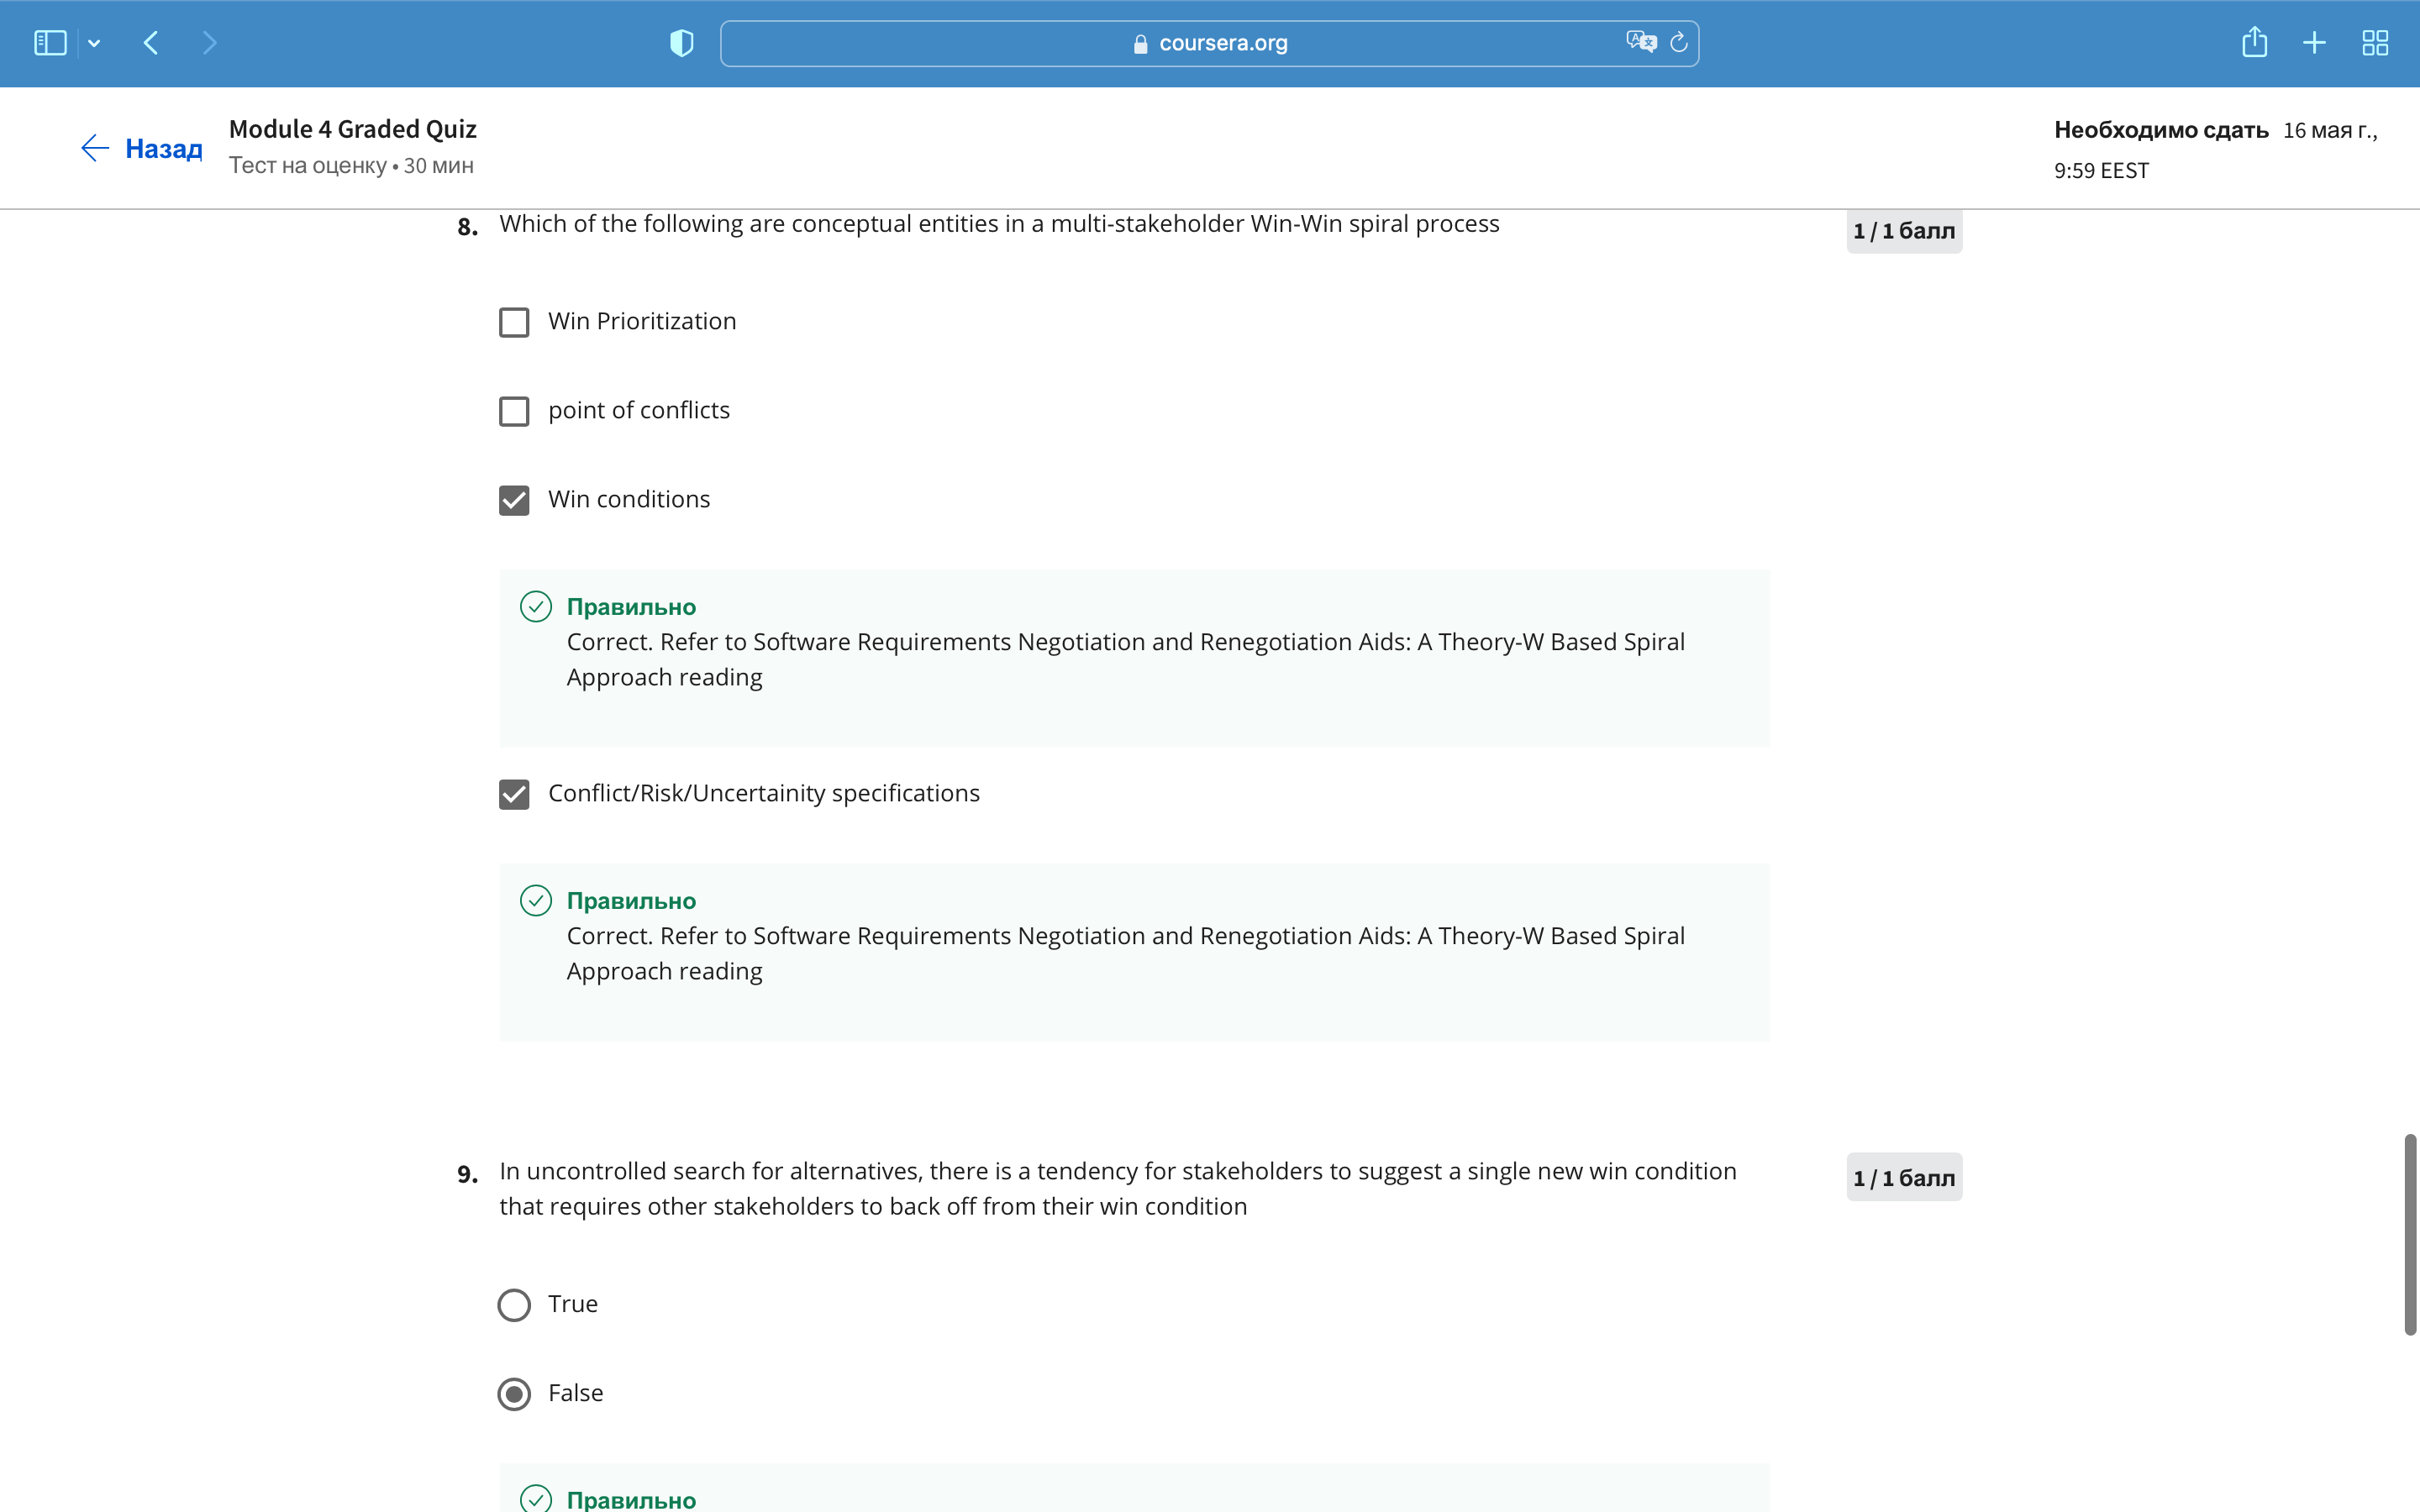 coursera.org
Назад
Module 4 Graded Quiz
Тест на оценку • 30 мин
Необходимо сдать 16 мая г.,
9:59 EEST
8. Which of the following are conceptual entities in a multi-stakeholder Win-Win spiral process
1 / 1 балл
Win Prioritization
point of conflicts
Win conditions
Правильно
Correct. Refer to Software Requirements Negotiation and Renegotiation Aids: A Theory-W Based Spiral
Approach reading
Conflict/Risk/Uncertainity specifications
Правильно
Correct. Refer to Software Requirements Negotiation and Renegotiation Aids: A Theory-W Based Spiral
Approach reading
9. In uncontrolled search for alternatives, there is a tendency for stakeholders to suggest a single new win condition
that requires other stakeholders to back off from their win condition
1 / 1 балл
True
False
Правильно